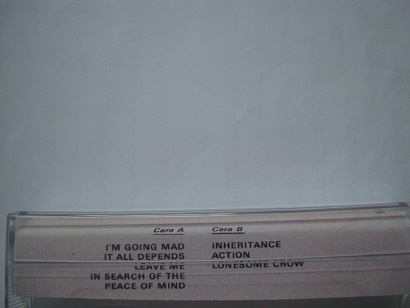 Cara A
I'M GOING MAD
IT ALL DEPENDS
LEAVE ME
IN SEARCH OF THE
PEACE OF MIND
Cara B
INHERITANCE
ACTION
LONESOME CROW